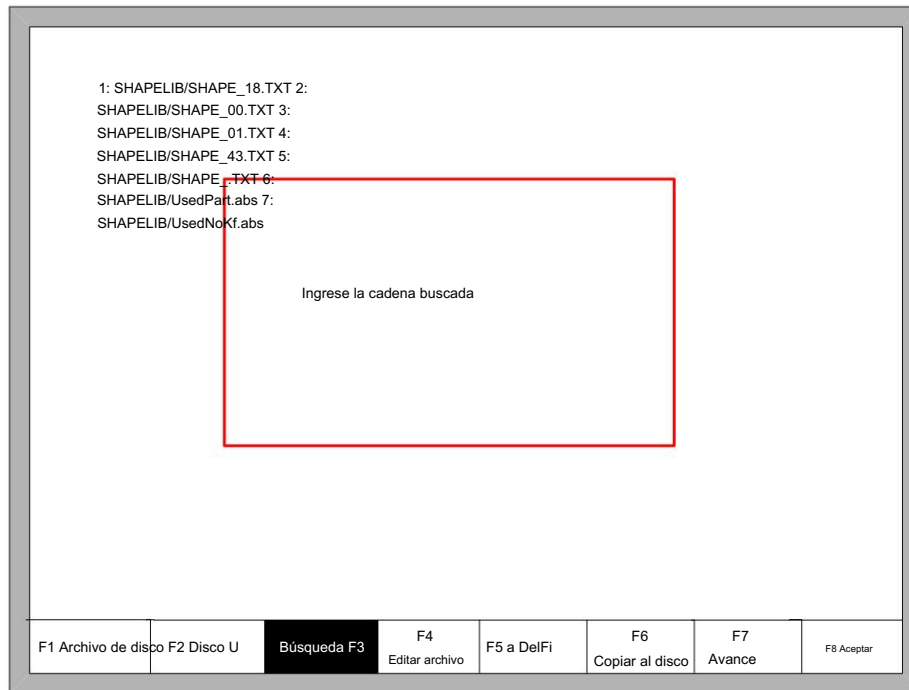 1: SHAPELIB/SHAPE_18.TXT 2:
SHAPELIB/SHAPE_00.TXT 3:
SHAPELIB/SHAPE_01.TXT 4:
SHAPELIB/SHAPE_43.TXT 5:
SHAPELIB/SHAPE_.TXT 6:
SHAPELIB/UsedPart.abs 7:
SHAPELIB/UsedNoKf.abs
Ingrese la cadena buscada
F1 Archivo de disco F2 Disco U
Búsqueda F3
F4
Editar archivo
F5 a DelFi
F6
Copiar al disco
F7
Avance
F8 Aceptar